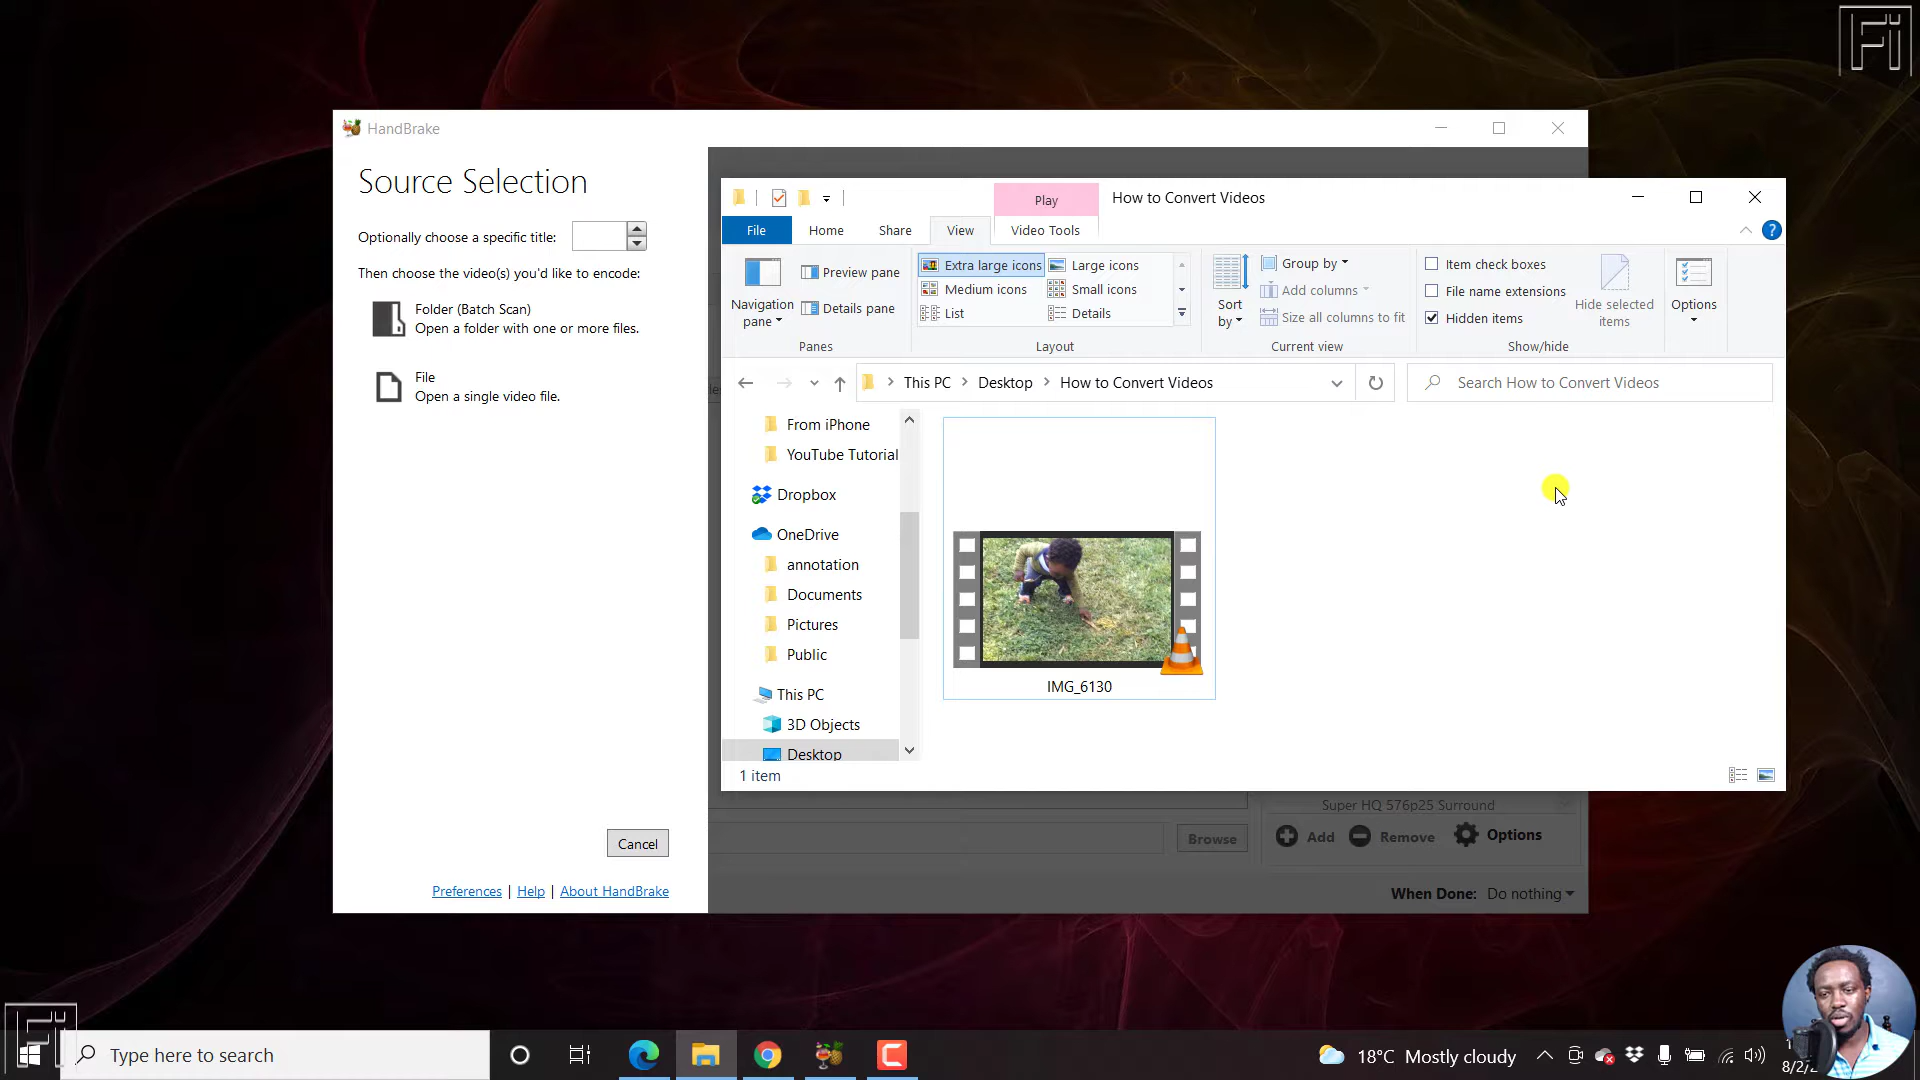 Fi
HandBrake
Source Selection
Optionally choose a specific title:
Then choose the video(s) you'd like to encode:
Folder (Batch Scan)
Open a folder with one or more files.
File
Open a single video file.
Cancel
Preferences | Help | About HandBrake
Play
How to Convert Videos
File
Home
Share
View
Video Tools
Navigation pane
Preview pane
Details pane
Panes
Extra large icons
Large icons
Medium icons
Small icons
List
Details
Layout
Sort by
Group by
Add columns
Size all columns to fit
Current view
Item check boxes
File name extensions
Hidden items
Hide selected items
Show/hide
Options
This PC > Desktop > How to Convert Videos
Search How to Convert Videos
From iPhone
YouTube Tutorial
Dropbox
OneDrive
annotation
Documents
Pictures
Public
This PC
3D Objects
Desktop
IMG_6130
1 item
Super HQ 576p25 Surround
Browse
Add
Remove
Options
When Done: Do nothing
Fi
Type here to search
18°C Mostly cloudy